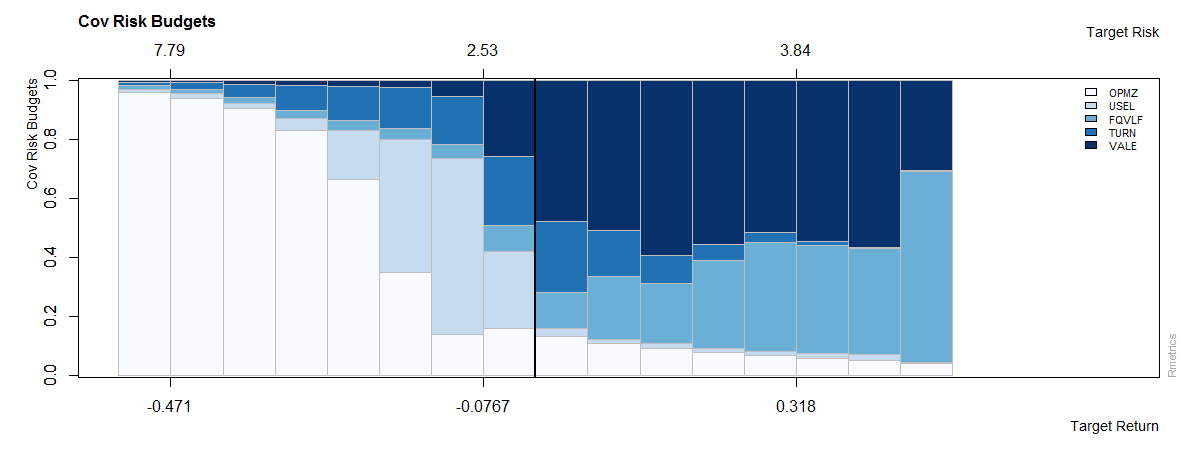 Cov Risk Budgets
Target Risk
7.79 2.53 3.84
Cov Risk Budgets
1.0
0.8
0.6
0.4
0.2
0.0
OPMZ
USEL
FQVLF
TURN
VALE
Rmetrics
-0.471 -0.0767 0.318
Target Return